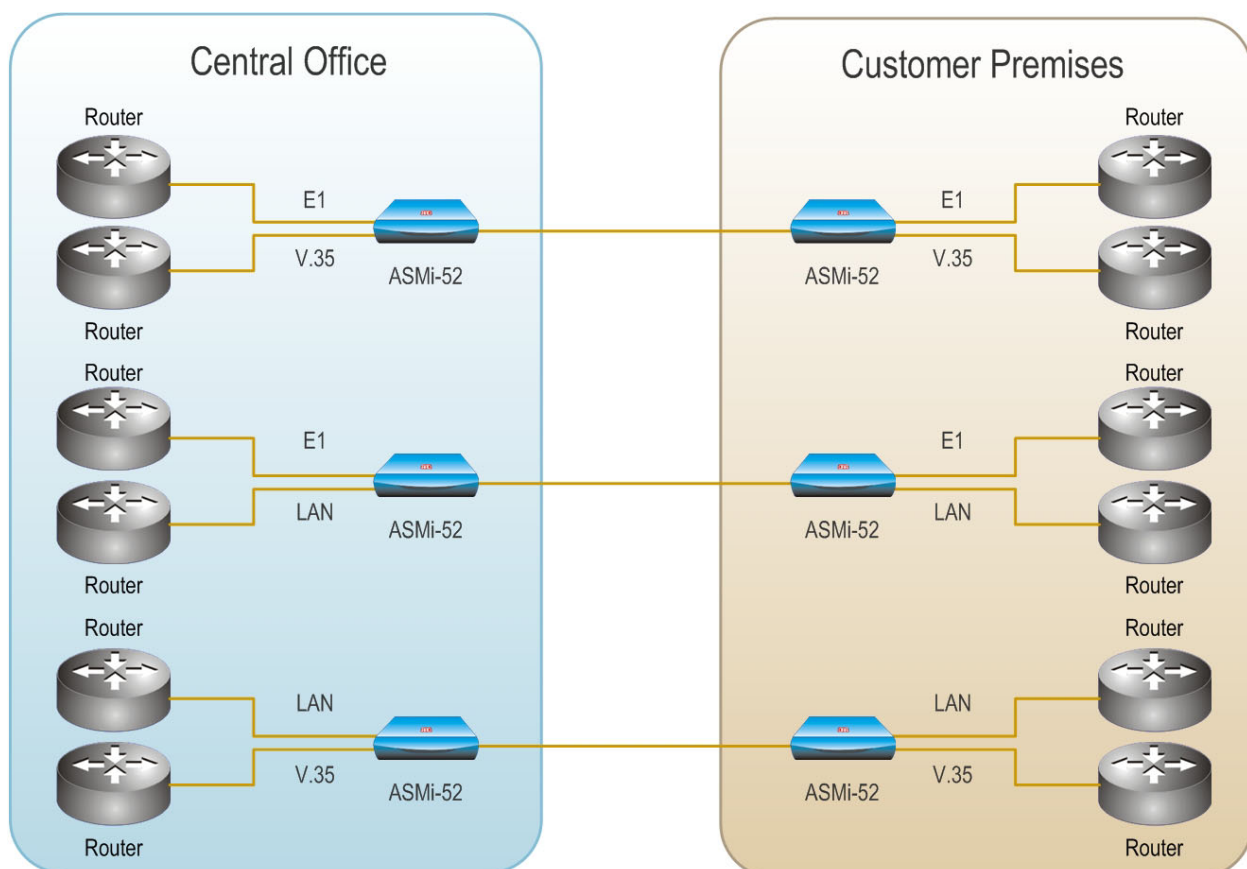 Central Office
Customer Premises
Router
Router
E1
E1
V.35
V.35
ASMi-52
ASMi-52
Router
Router
Router
Router
E1
E1
LAN
LAN
ASMi-52
ASMi-52
Router
Router
Router
Router
LAN
LAN
V.35
V.35
ASMi-52
ASMi-52
Router
Router